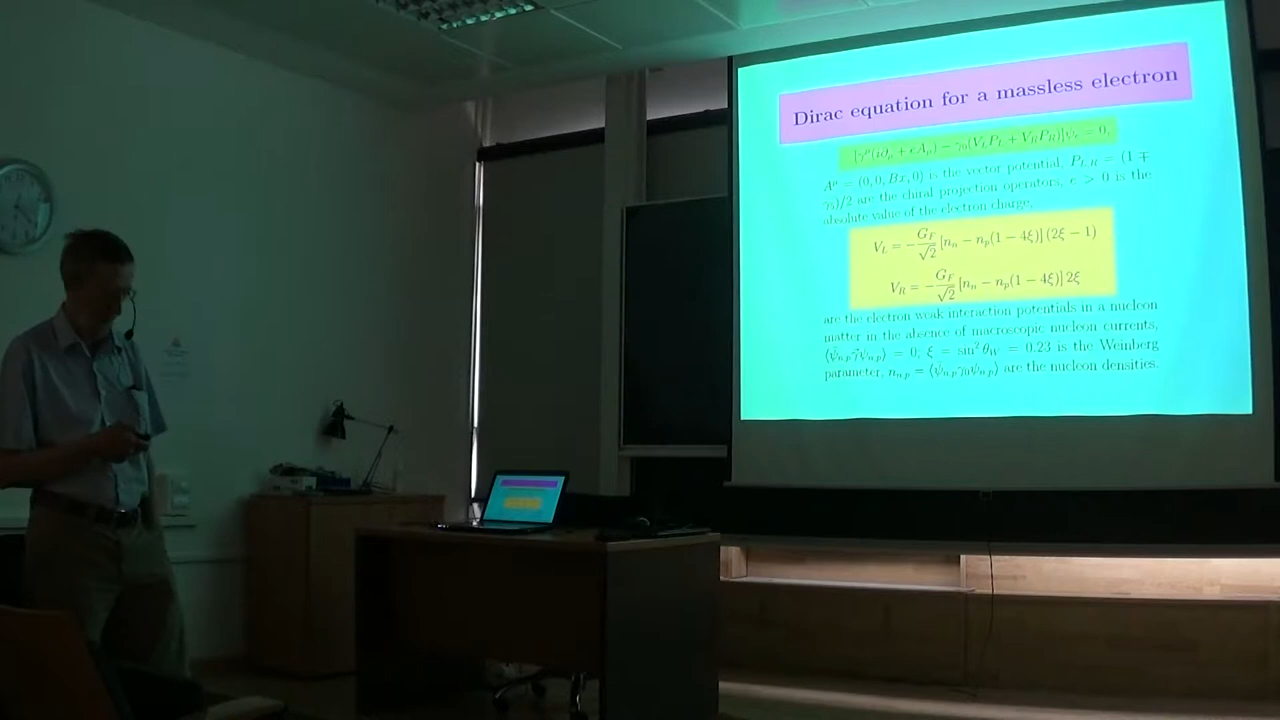 Dirac equation for a massless electron
[γ^μ(i∂_μ + eA_μ) − γ_0(V_L P_L + V_R P_R)]ψ_e = 0,
A^μ = (0, 0, Bx, 0) is the vector potential, P_{L,R} = (1 ∓
γ_5)/2 are the chiral projection operators, e > 0 is the
absolute value of the electron charge,
V_L = −G_F/√2 [n_n − n_p(1 − 4ξ)] (2ξ − 1)
V_R = −G_F/√2 [n_n − n_p(1 − 4ξ)] 2ξ
are the electron weak interaction potentials in a nucleon
matter in the absence of macroscopic nucleon currents,
⟨ψ̄_{n,p} γ⃗ ψ_{n,p}⟩ = 0; ξ = sin² θ_W = 0.23 is the Weinberg
parameter, n_{n,p} = ⟨ψ̄_{n,p} γ_0 ψ_{n,p}⟩ are the nucleon densities.